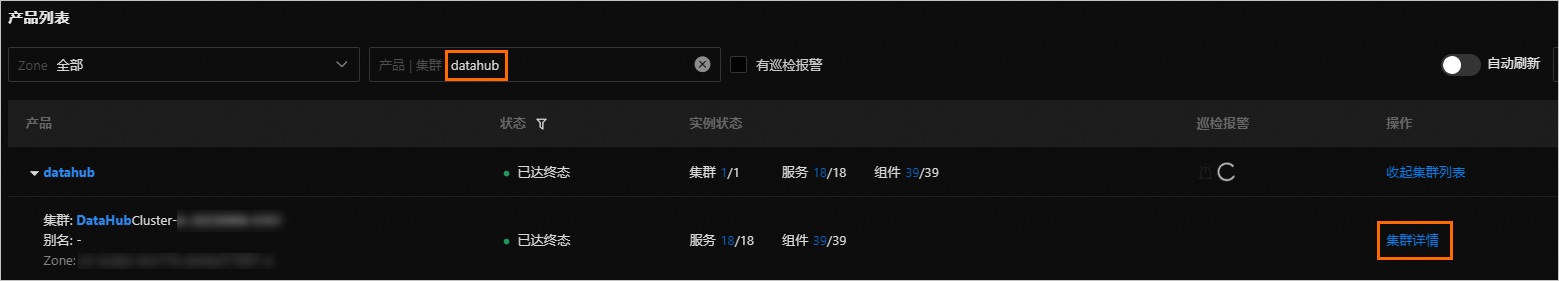 产品列表
Zone 全部 产品 | 集群 datahub 有巡检报警 自动刷新
产品 状态 实例状态 巡检报警 操作
datahub 已达终态 集群 1/1 服务 18/18 组件 39/39 收起集群列表
集群: DataHubCluster-
别名: - 已达终态 服务 18/18 组件 39/39 集群详情
Zone: